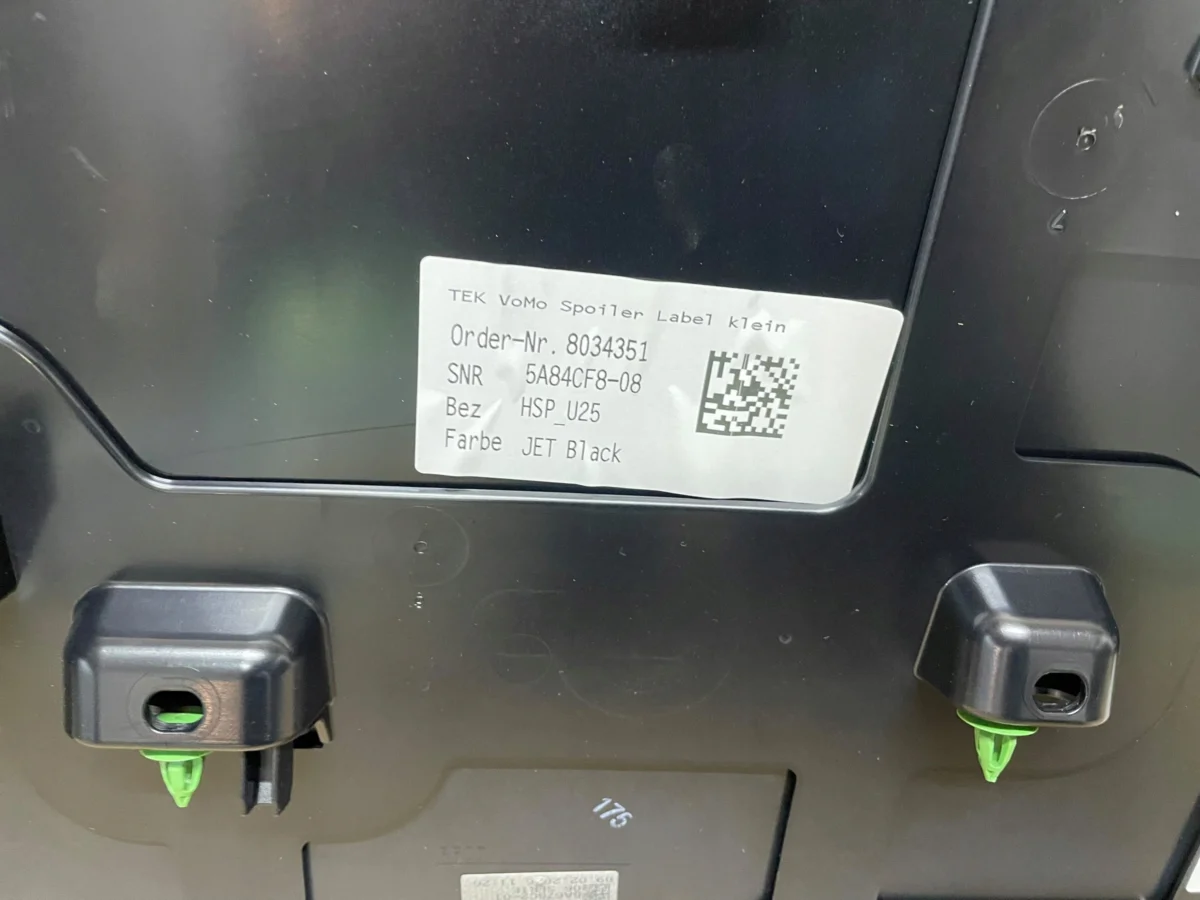 TEK VoMo Spoiler Label klein
Order-Nr. 8034351
SNR 5A84CF8-08
Bez HSP_U25
Farbe JET Black
175